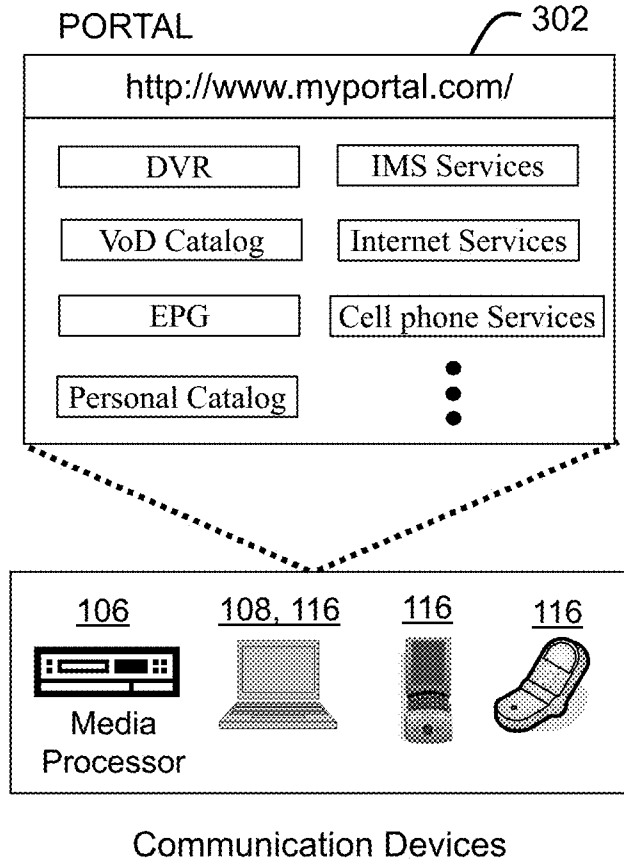 PORTAL
302
http://www.myportal.com/
DVR
IMS Services
VoD Catalog
Internet Services
EPG
Cell phone Services
Personal Catalog
106
108, 116
116
116
Media
Processor
Communication Devices